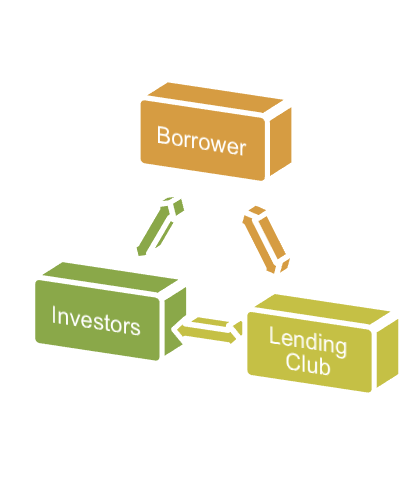 Borrower
Investors
Lending
Club